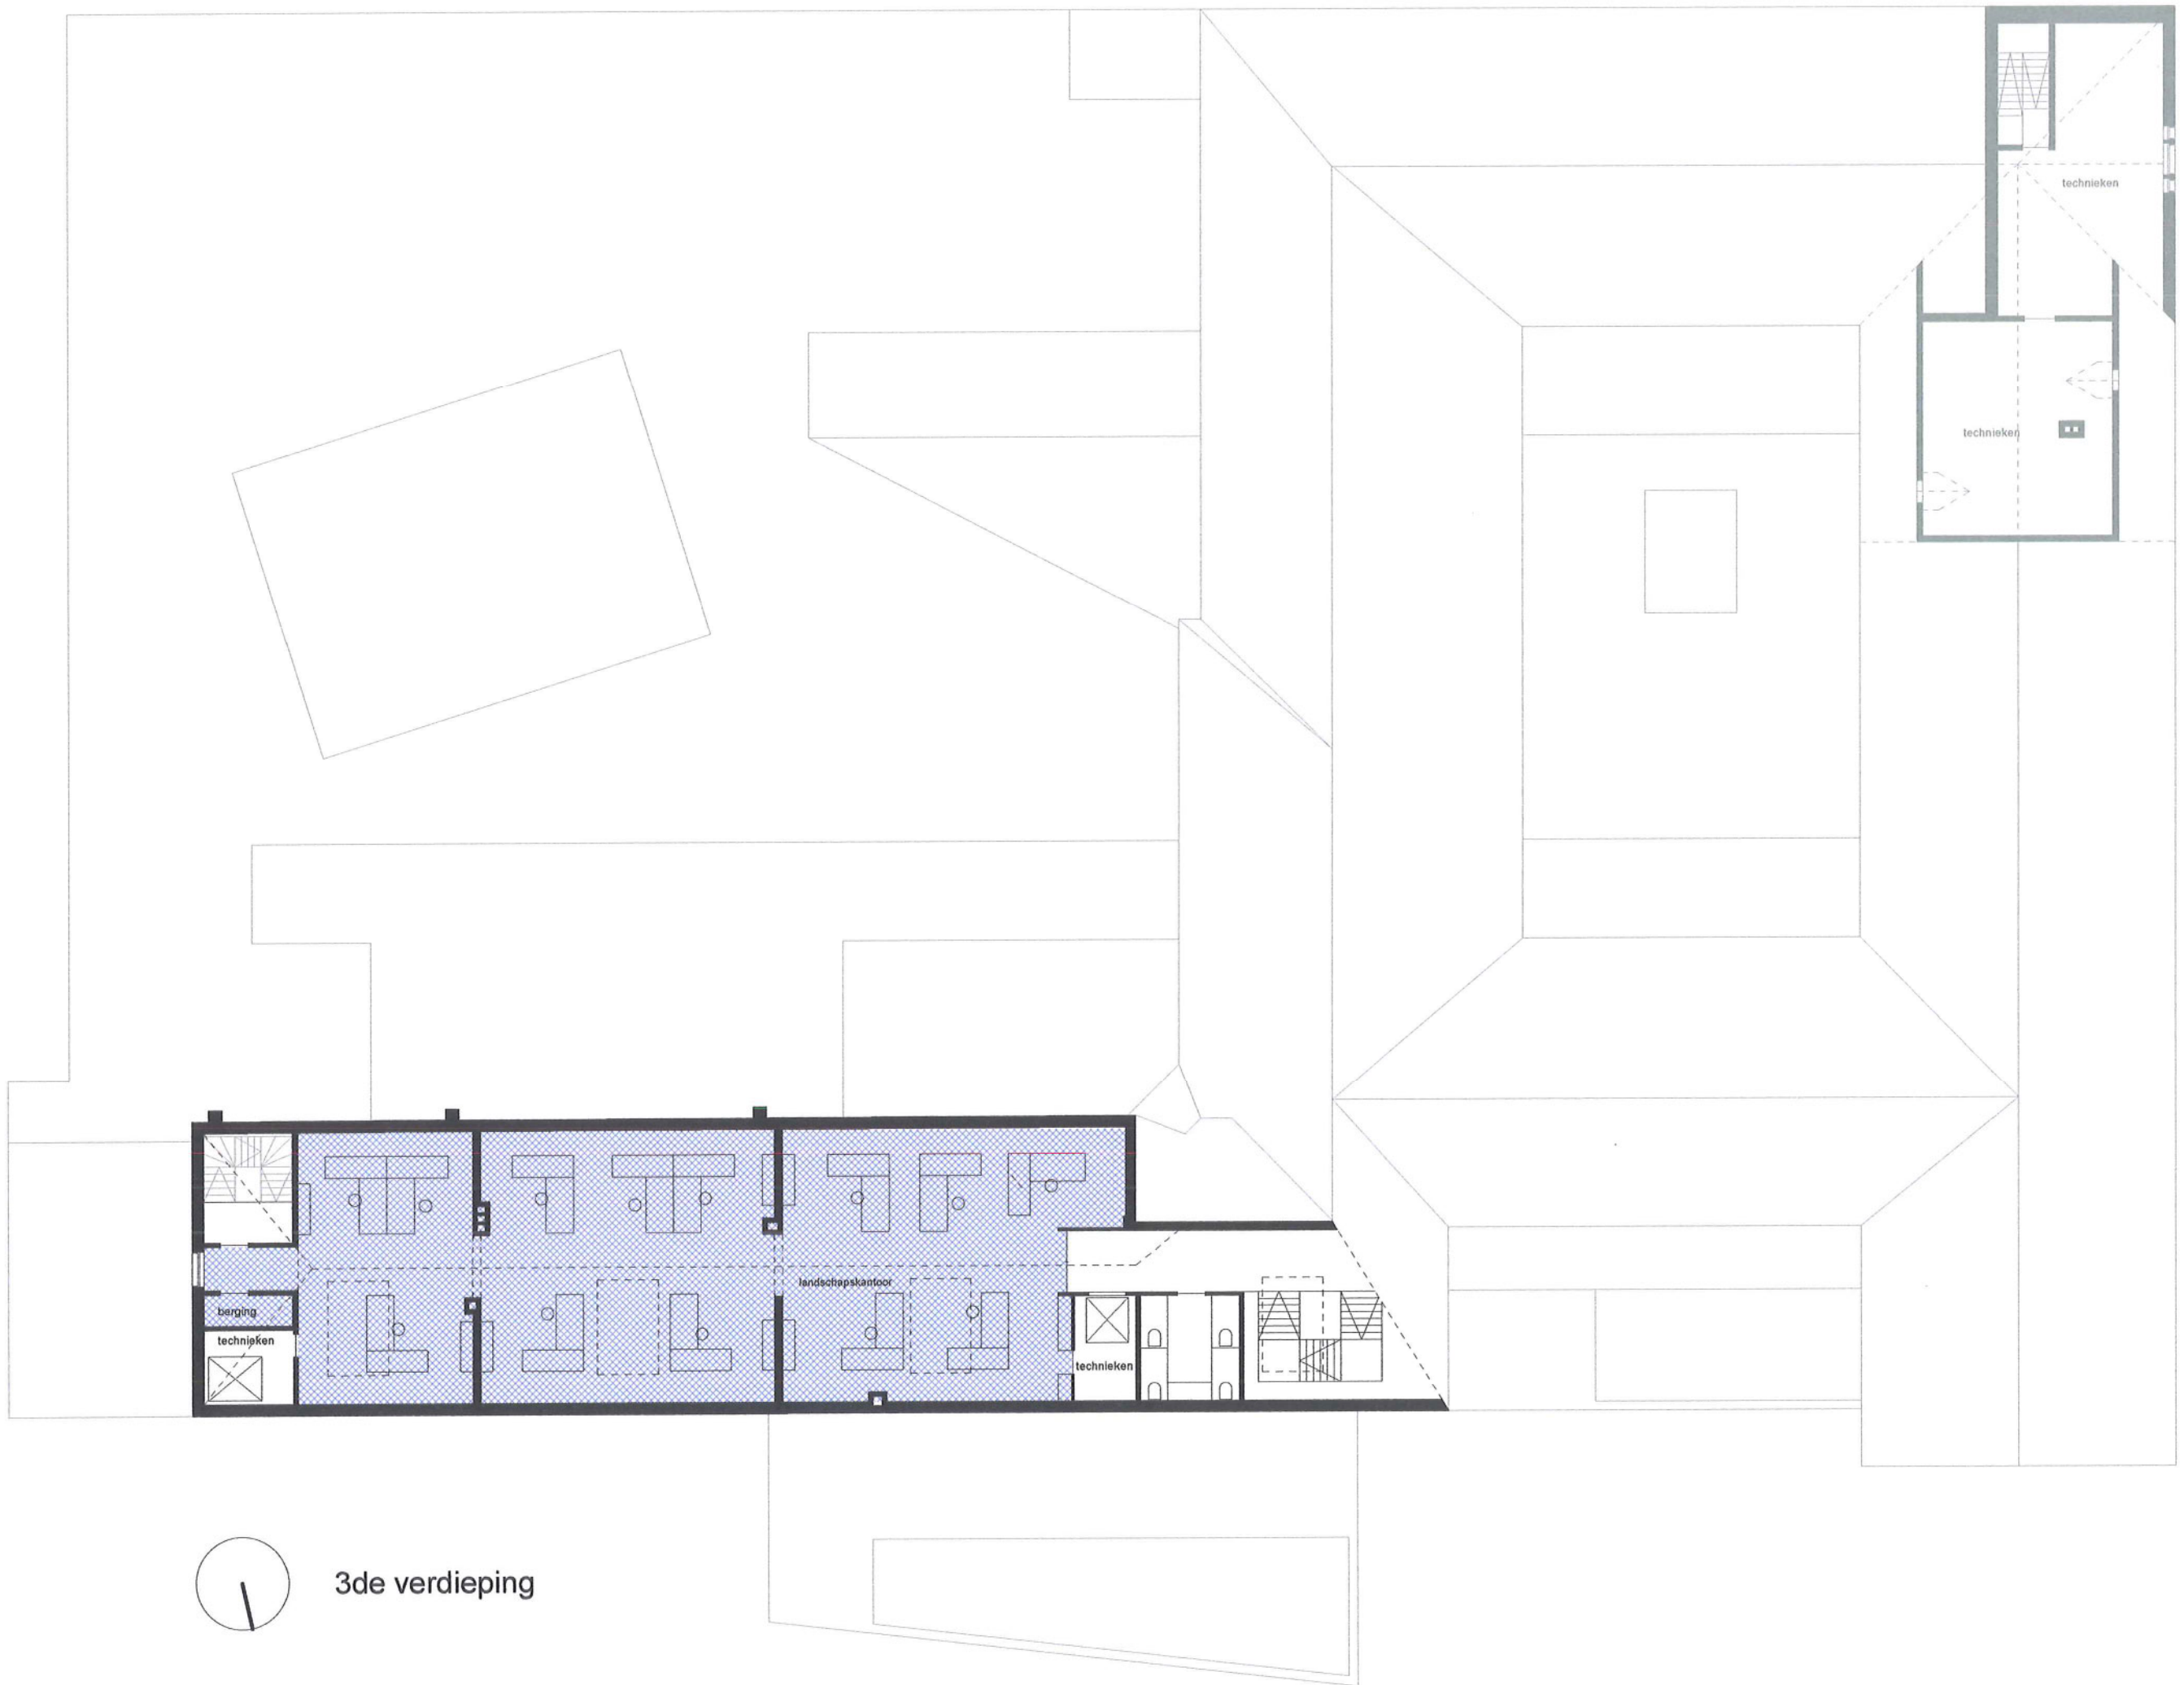 technieken
technieken
landschapskantoor
berging
technieken
technieken
3de verdieping